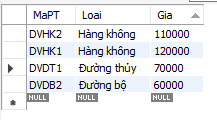 MaPT Loai Gia
DVHK2 Hàng không 110000
DVHK1 Hàng không 120000
DVDT1 Đường thủy 70000
DVDB2 Đường bộ 60000
NULL NULL NULL